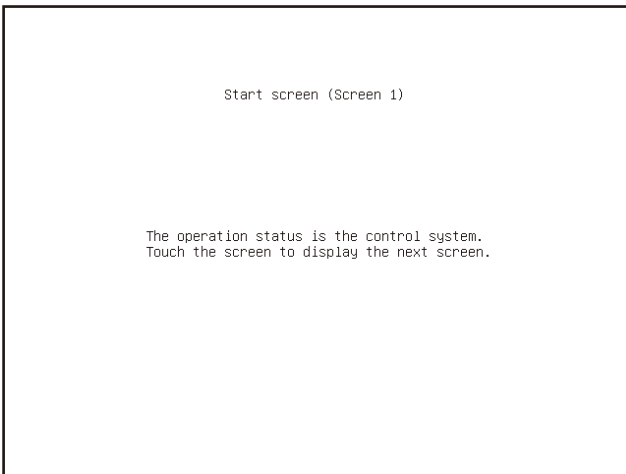 Start screen (Screen 1)
The operation status is the control system.
Touch the screen to display the next screen.